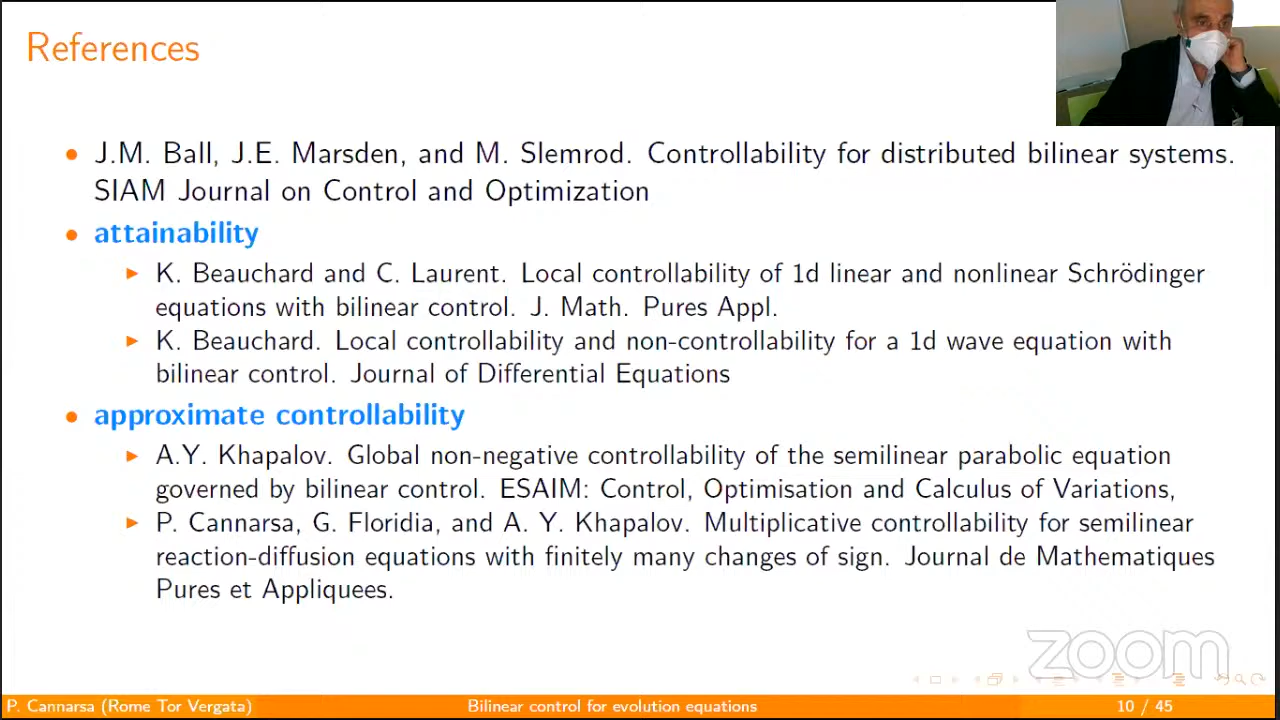 References
• J.M. Ball, J.E. Marsden, and M. Slemrod. Controllability for distributed bilinear systems.
SIAM Journal on Control and Optimization
• attainability
▶ K. Beauchard and C. Laurent. Local controllability of 1d linear and nonlinear Schrödinger
equations with bilinear control. J. Math. Pures Appl.
▶ K. Beauchard. Local controllability and non-controllability for a 1d wave equation with
bilinear control. Journal of Differential Equations
• approximate controllability
▶ A.Y. Khapalov. Global non-negative controllability of the semilinear parabolic equation
governed by bilinear control. ESAIM: Control, Optimisation and Calculus of Variations,
▶ P. Cannarsa, G. Floridia, and A. Y. Khapalov. Multiplicative controllability for semilinear
reaction-diffusion equations with finitely many changes of sign. Journal de Mathematiques
Pures et Appliquees.
zoom
P. Cannarsa (Rome Tor Vergata) Bilinear control for evolution equations 10 / 45